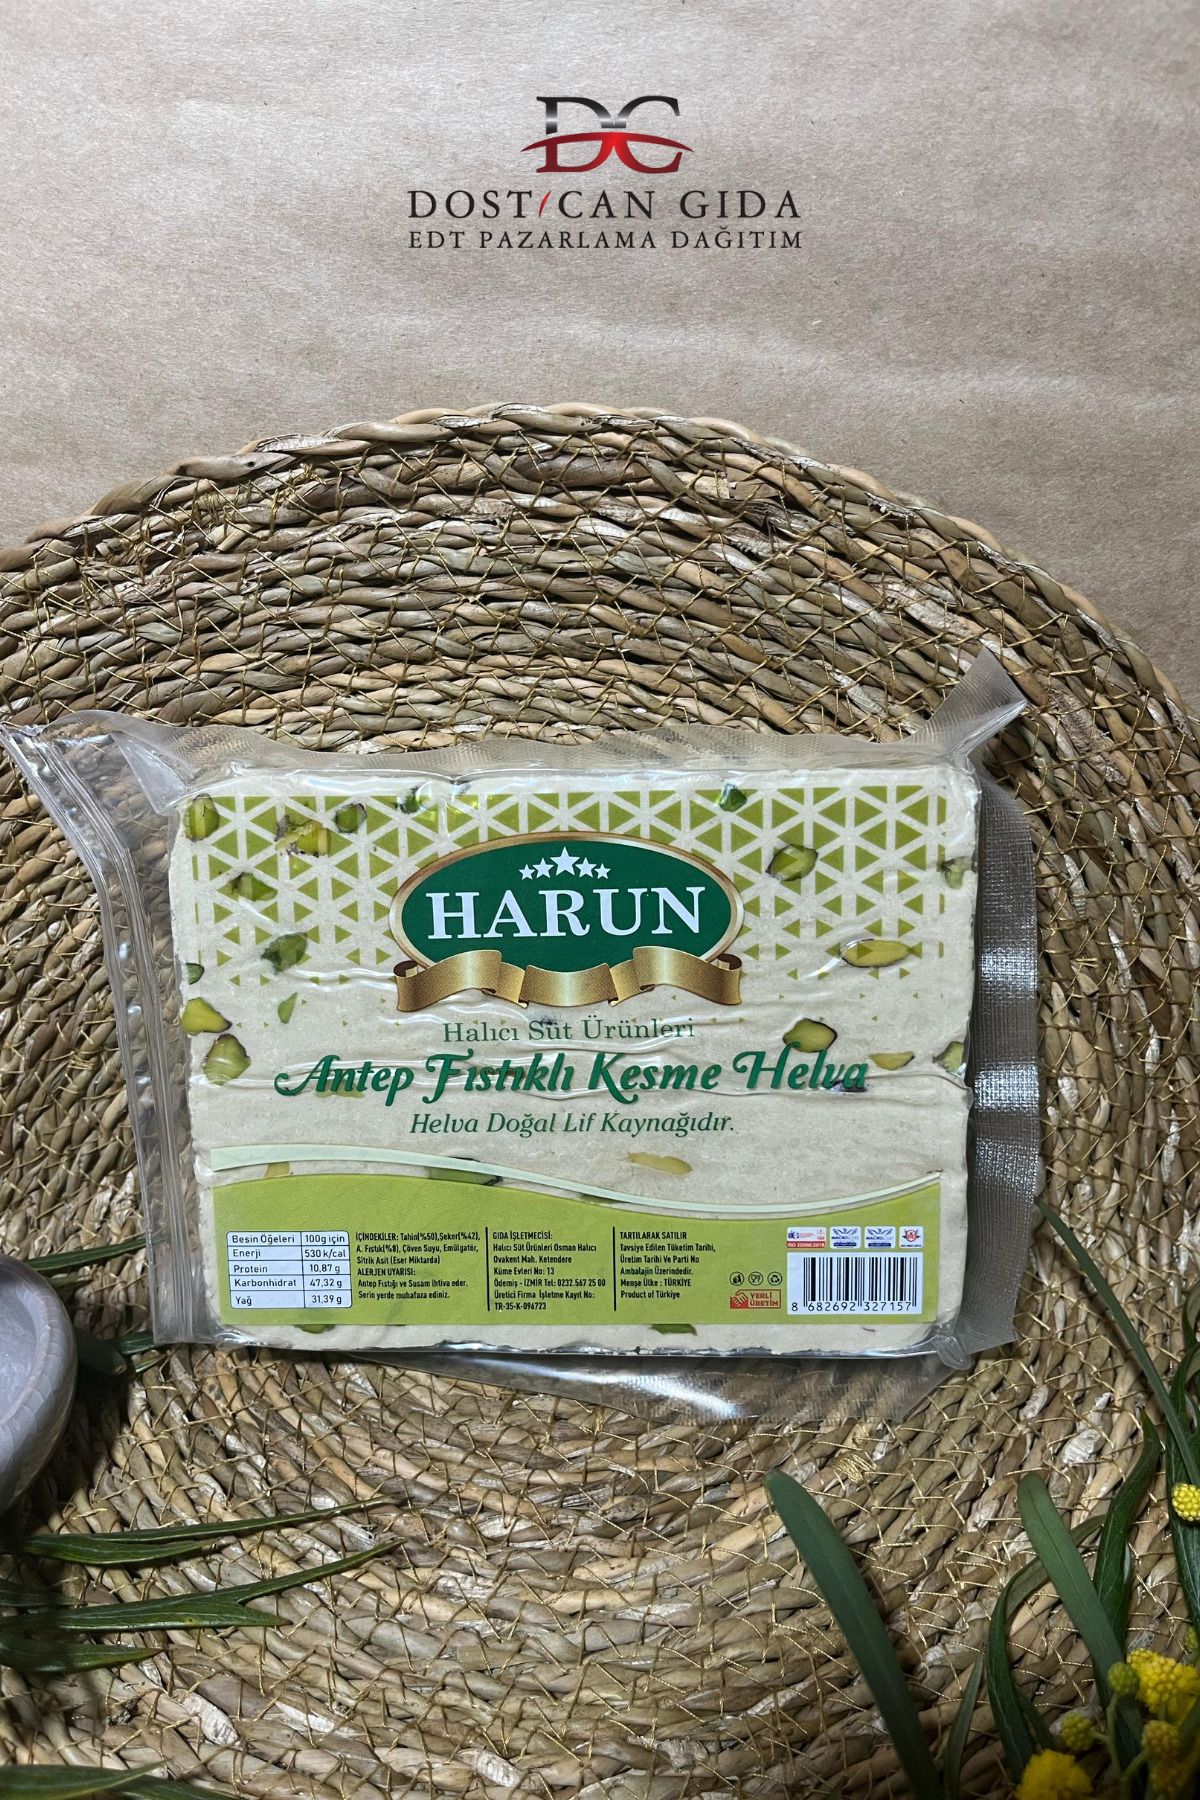 DC
DOST CAN GIDA
EDT PAZARLAMA DAĞITIM
HARUN
Halıcı Süt Ürünleri
Antep Fıstıklı Kesme Helva
Helva Doğal Lif Kaynağıdır.
Besin Öğeleri 100g için
Enerji 530 k/cal
Protein 10,87 g
Karbonhidrat 47,32 g
Yağ 31,39 g
İÇİNDEKİLER: Tahin(%50),Şeker(%42),
A. Fıstık(%8), Çöven Suyu, Emülgatör,
Sitrik Asit (Eser Miktarda)
ALERJEN UYARISI:
Antep Fıstığı ve Susam ihtiva eder.
Serin yerde muhafaza ediniz.
GIDA İŞLETMECİSİ:
Halıcı Süt Ürünleri Osman Halıcı
Ovakent Mah. Ketendere
Küme Evleri No: 13
Ödemiş - İZMİR Tel: 0232.567 25 00
Üretici Firma İşletme Kayıt No:
TR-35-K-096723
TARTILARAK SATILIR
Tavsiye Edilen Tüketim Tarihi,
Üretim Tarihi Ve Parti No
Ambalajın Üzerindedir.
Menşe Ülke : TÜRKİYE
Product of Türkiye
YERLİ
ÜRETİM
8 682692 327157